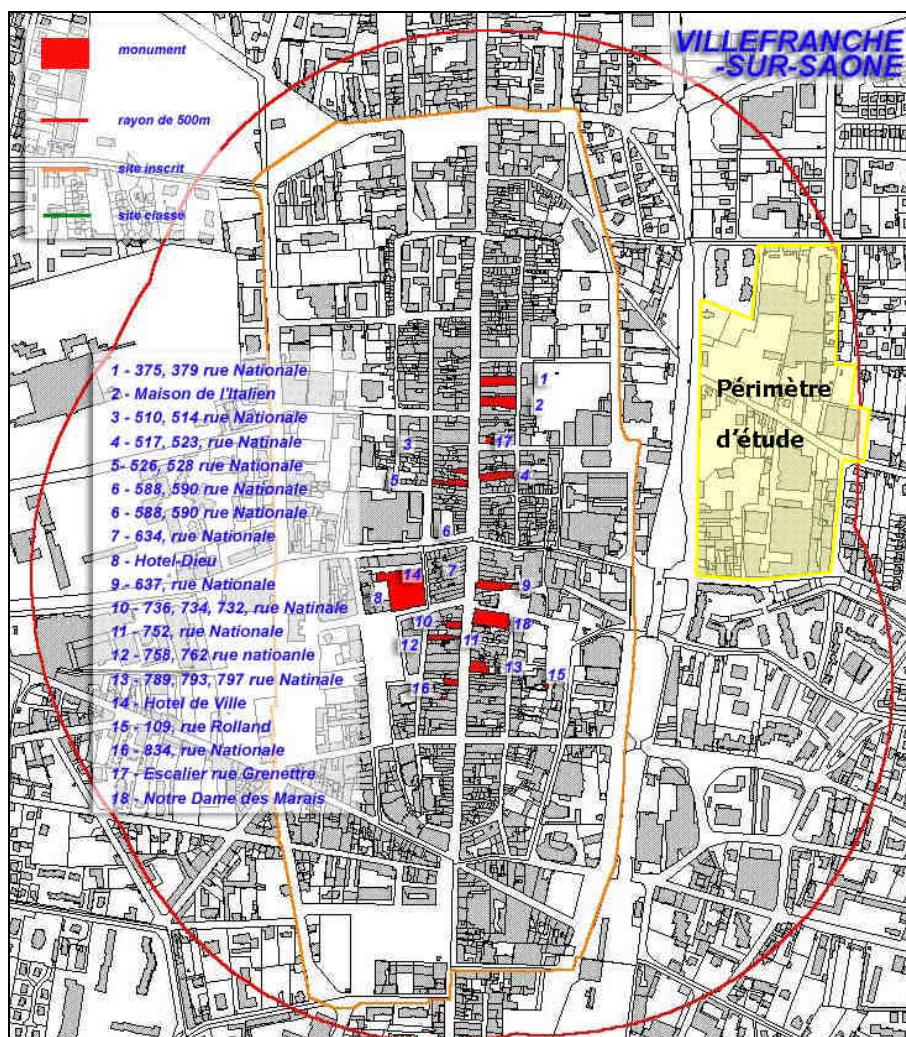 VILLEFRANCHE
-SUR-SAONE
monument
rayon de 500m
site inscrit
site classé
1 - 375, 379 rue Nationale
2 - Maison de l'Italien
3 - 510, 514 rue Nationale
4 - 517, 523, rue Natinale
5- 526, 528 rue Nationale
6 - 588, 590 rue Nationale
6 - 588, 590 rue Nationale
7 - 634, rue Nationale
8 - Hotel-Dieu
9 - 637, rue Nationale
10 - 736, 734, 732, rue Natinale
11 - 752, rue Nationale
12 - 758, 762 rue natioanle
13 - 789, 793, 797 rue Natinale
14 - Hotel de Ville
15 - 109, rue Rolland
16 - 834, rue Nationale
17 - Escalier rue Grenettre
18 - Notre Dame des Marais
Périmètre
d'étude
1
2
3
17
5
4
6
14
7
8
9
10
18
12
11
13
15
16